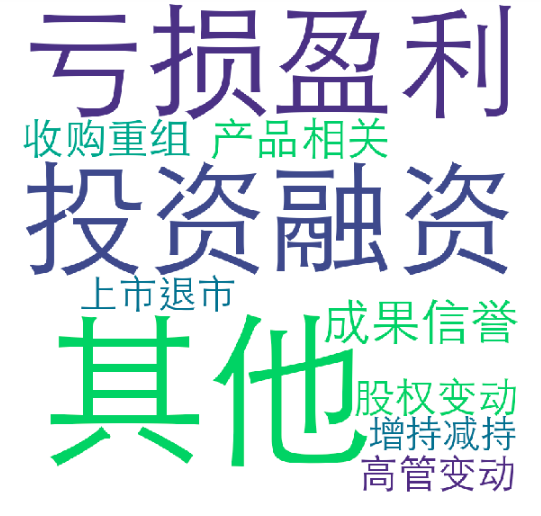 亏损盈利
收购重组
产品相关
投资融资
上市退市
成果信誉
其他
股权变动
增持减持
高管变动